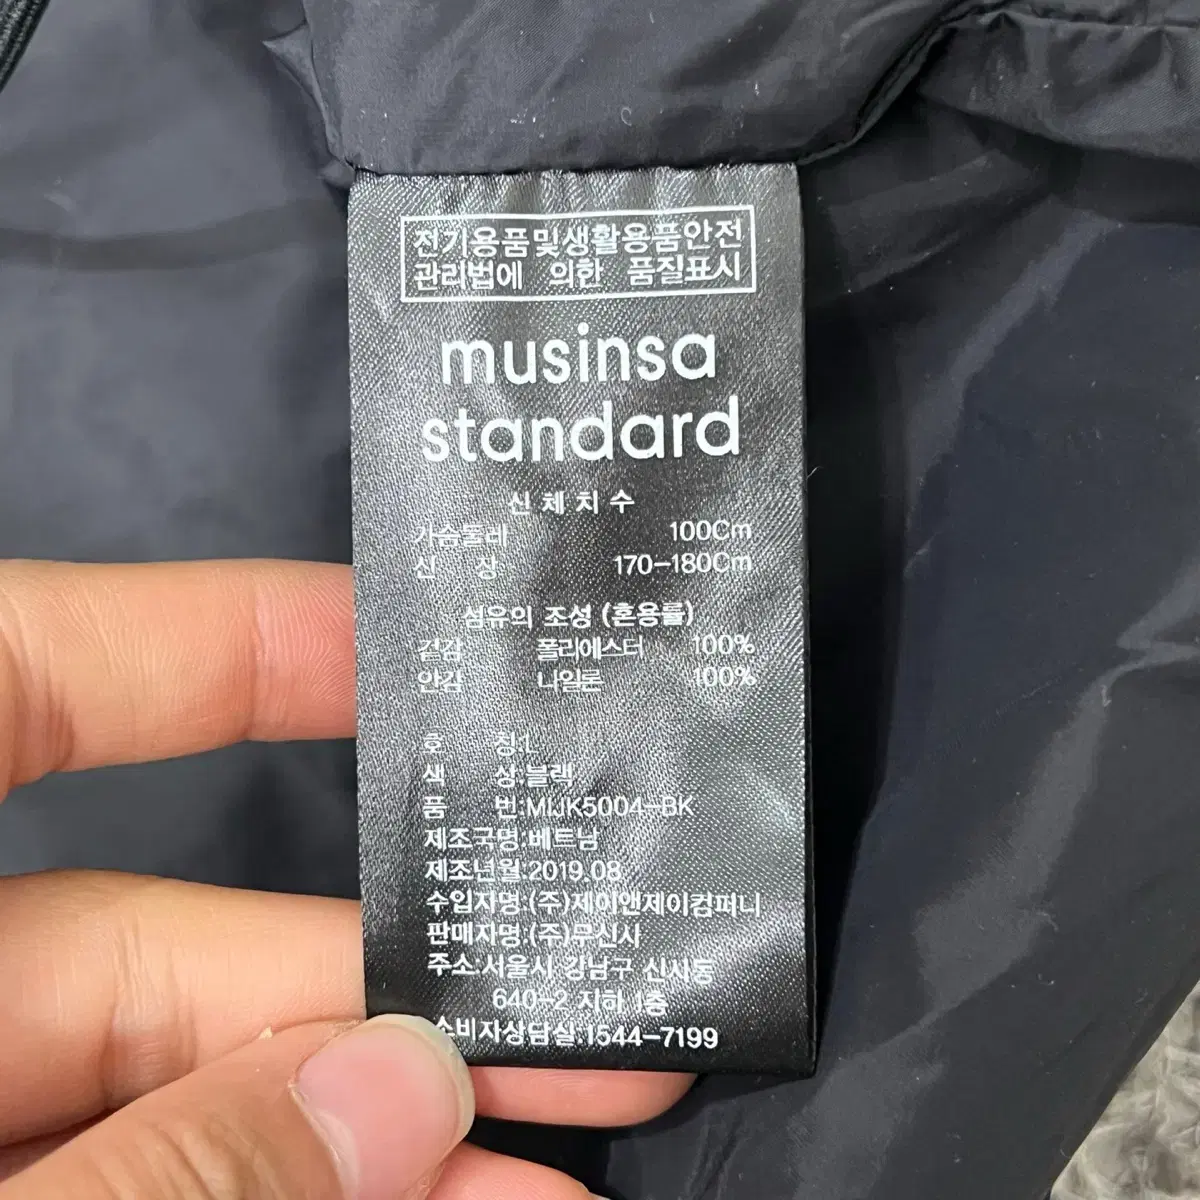 전기용품및생활용품안전
관리법에 의한 품질표시
musinsa
standard
신체치수
가슴둘레 100Cm
신 장 170-180Cm
섬유의 조성 (혼용률)
겉감 폴리에스터 100%
안감 나일론 100%
호 칭:L
색 상:블랙
품 번:MIJK5004-BK
제조국명:베트남
제조년월:2019.08
수입자명:(주)제이앤제이컴퍼니
판매자명:(주)무신사
주소:서울시 강남구 신사동
640-2 지하 1층
소비자상담실:1544-7199